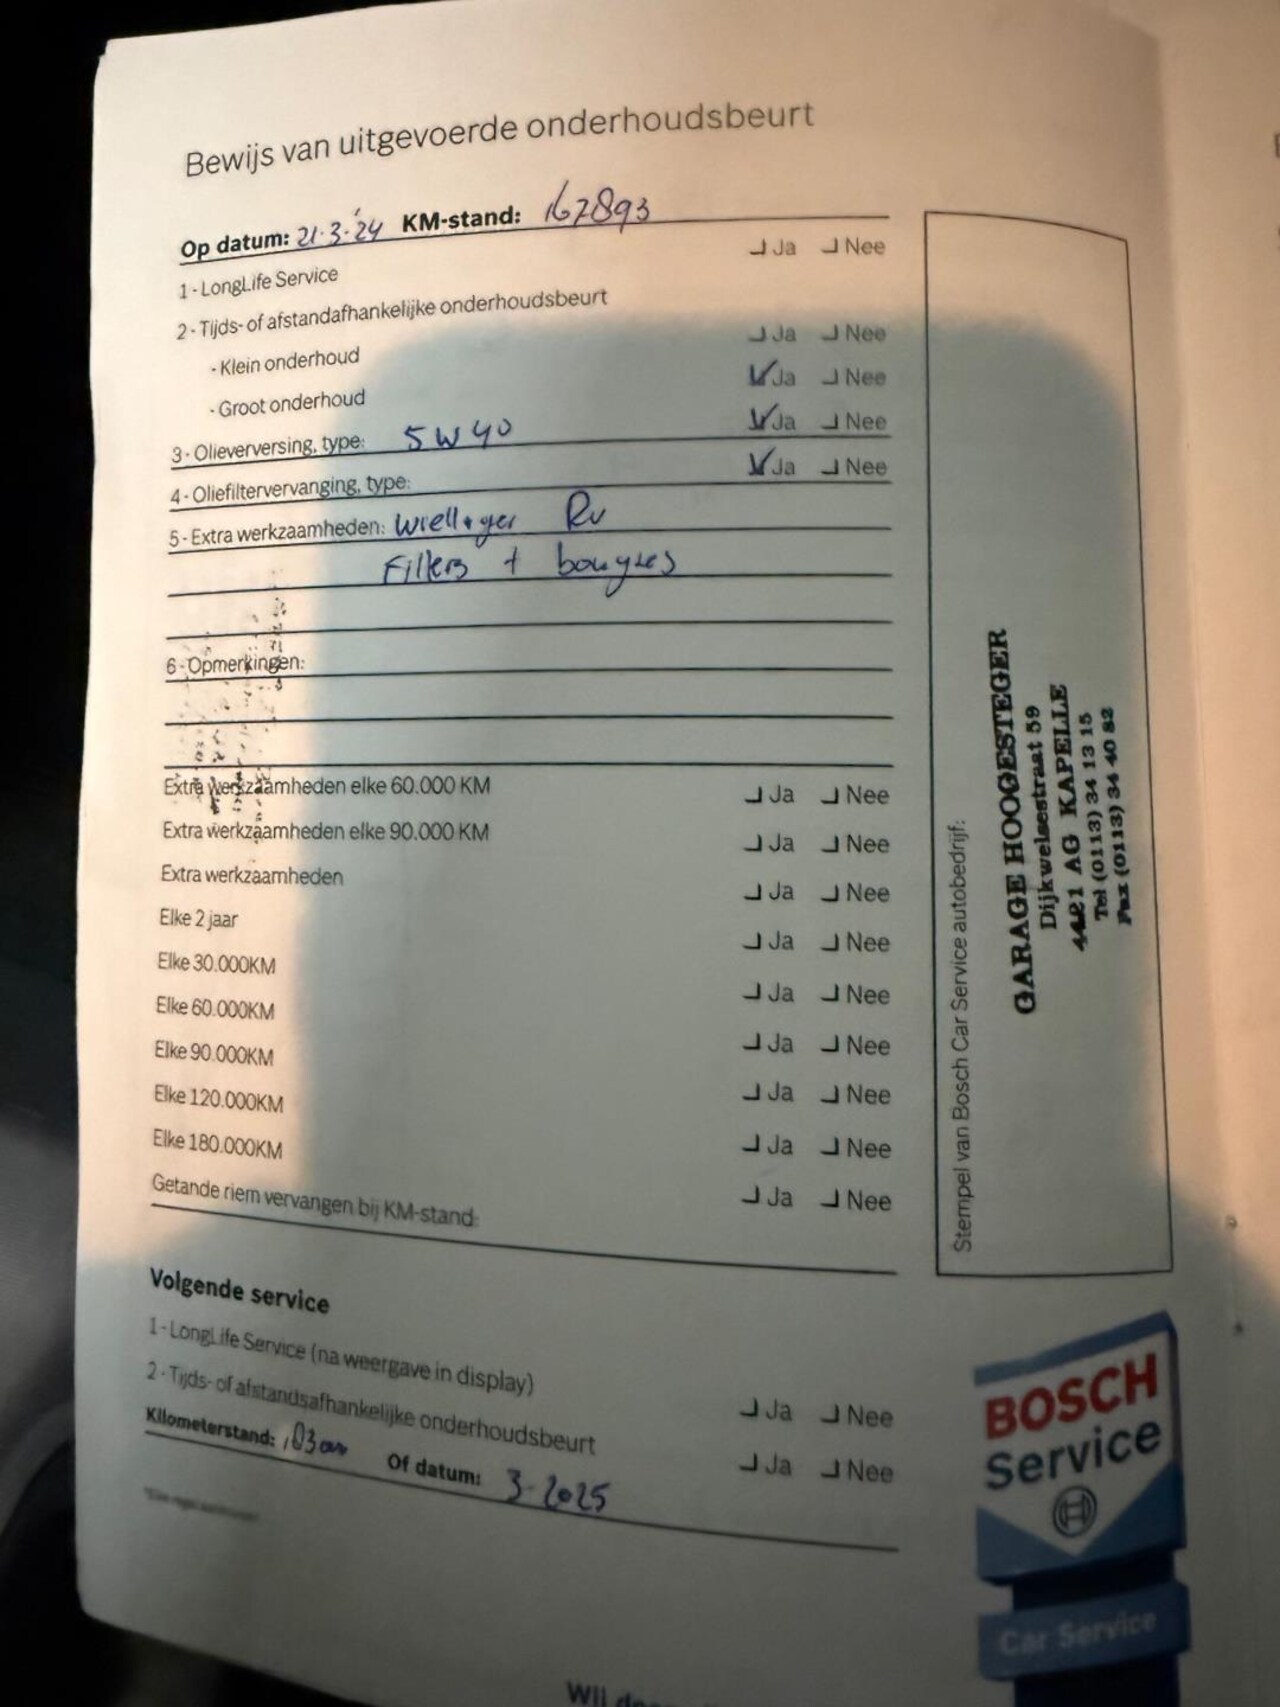 Bewijs van uitgevoerde onderhoudsbeurt
Op datum: 21-3-'24 KM-stand: 167893
1 - LongLife Service Ja Nee
2 - Tijds- of afstandafhankelijke onderhoudsbeurt
- Klein onderhoud Ja Nee
- Groot onderhoud Ja Nee
3 - Olieverversing, type: 5W40 Ja Nee
4 - Oliefiltervervanging, type: Ja Nee
5 - Extra werkzaamheden: Wiellager Rv
Filters + bougies
6 - Opmerkingen:
Extra werkzaamheden elke 60.000 KM Ja Nee
Extra werkzaamheden elke 90.000 KM Ja Nee
Extra werkzaamheden Ja Nee
Elke 2 jaar Ja Nee
Elke 30.000KM Ja Nee
Elke 60.000KM Ja Nee
Elke 90.000KM Ja Nee
Elke 120.000KM Ja Nee
Elke 180.000KM Ja Nee
Getande riem vervangen bij KM-stand:
Volgende service
1 - LongLife Service (na weergave in display) Ja Nee
2 - Tijds- of afstandsafhankelijke onderhoudsbeurt Ja Nee
Kilometerstand: Of datum: 3-2025
Stempel van Bosch Car Service autobedrijf:
GARAGE HOOGESTEGER
Dijkwelsestraat 59
4421 AG KAPELLE
Tel (0113) 34 13 15
Fax (0113) 34 40 82
BOSCH
Service
Car Service